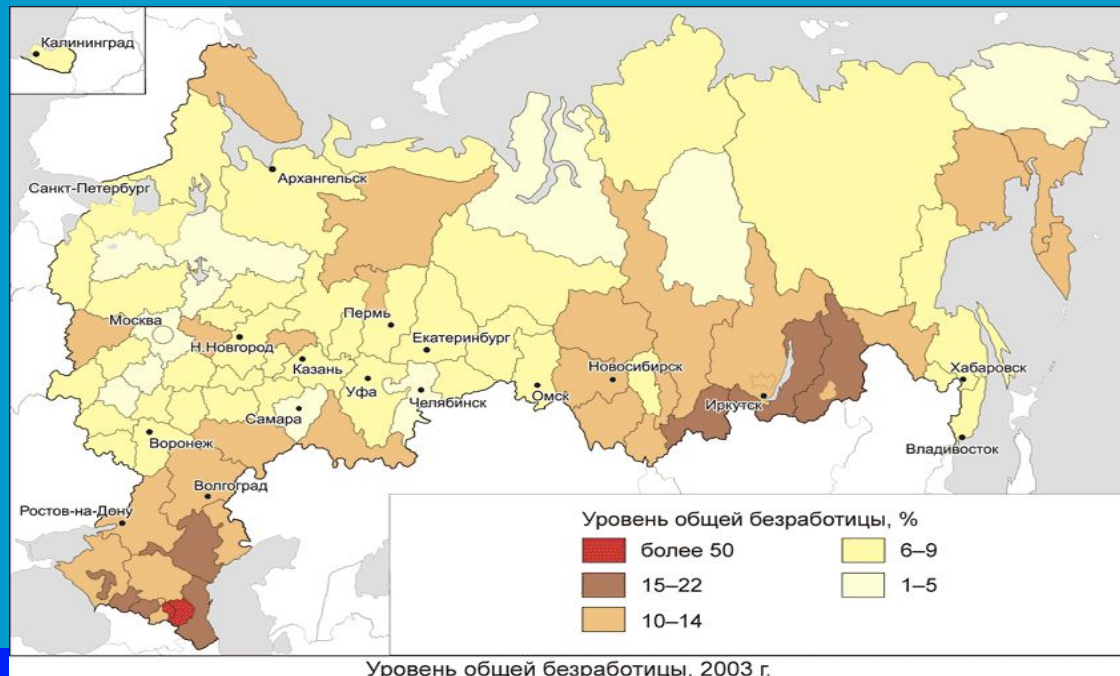 Калининград
Архангельск
Санкт-Петербург
Москва
Н.Новгород
Пермь
Екатеринбург
Казань
Уфа
Челябинск
Самара
Омск
Новосибирск
Иркутск
Хабаровск
Владивосток
Воронеж
Волгоград
Ростов-на-Дону
Уровень общей безработицы, %
более 50
15–22
10–14
6–9
1–5
Уровень общей безработицы, 2003 г.